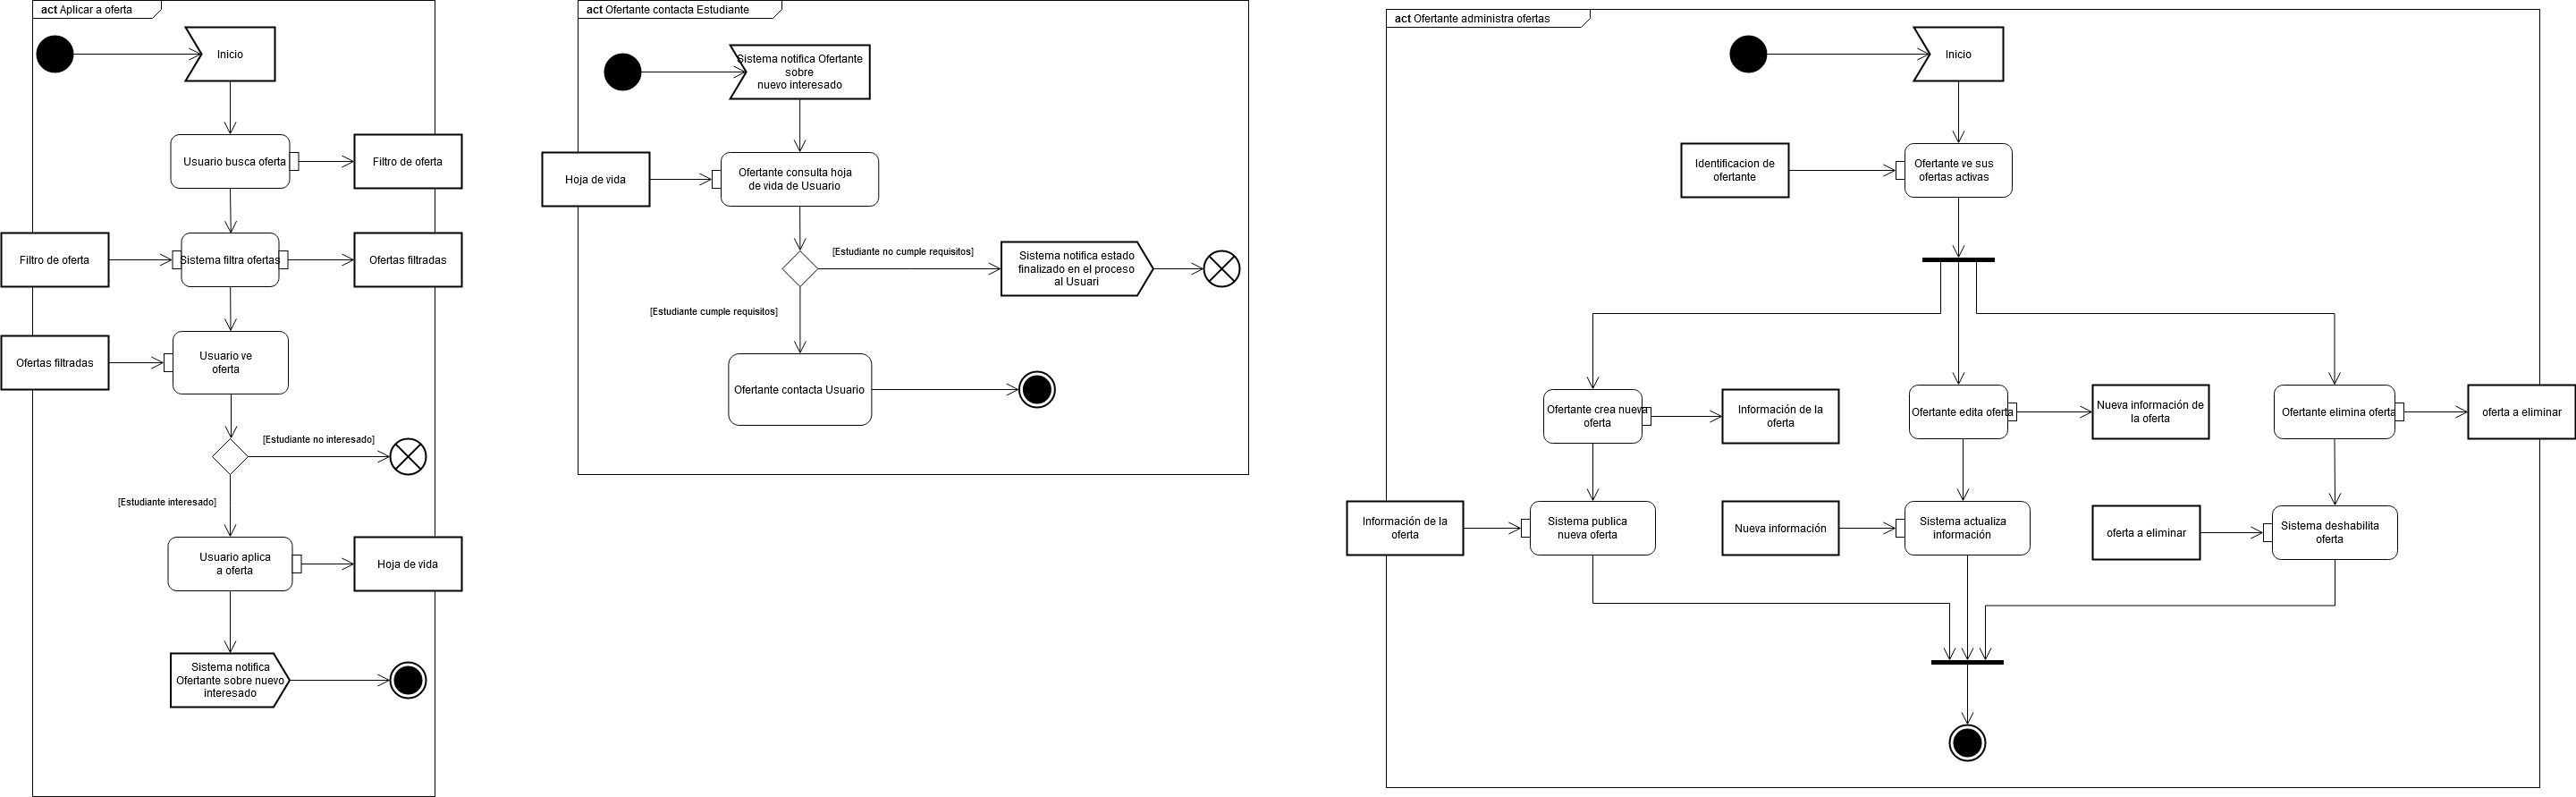 act Aplicar a oferta
Inicio
Usuario busca oferta
Filtro de oferta
Filtro de oferta
Sistema filtra ofertas
Ofertas filtradas
Ofertas filtradas
Usuario ve
oferta
[Estudiante no interesado]
[Estudiante interesado]
Usuario aplica
a oferta
Hoja de vida
Sistema notifica
Ofertante sobre nuevo
interesado
act Ofertante contacta Estudiante
Sistema notifica Ofertante
sobre
nuevo interesado
Hoja de vida
Ofertante consulta hoja
de vida de Usuario
[Estudiante no cumple requisitos]
Sistema notifica estado
finalizado en el proceso
al Usuari
[Estudiante cumple requisitos]
Ofertante contacta Usuario
act Ofertante administra ofertas
Inicio
Identificacion de
ofertante
Ofertante ve sus
ofertas activas
Ofertante crea nueva
oferta
Información de la
oferta
Ofertante edita oferta
Nueva información de
la oferta
Ofertante elimina oferta
oferta a eliminar
Información de la
oferta
Sistema publica
nueva oferta
Nueva información
Sistema actualiza
información
oferta a eliminar
Sistema deshabilita
oferta